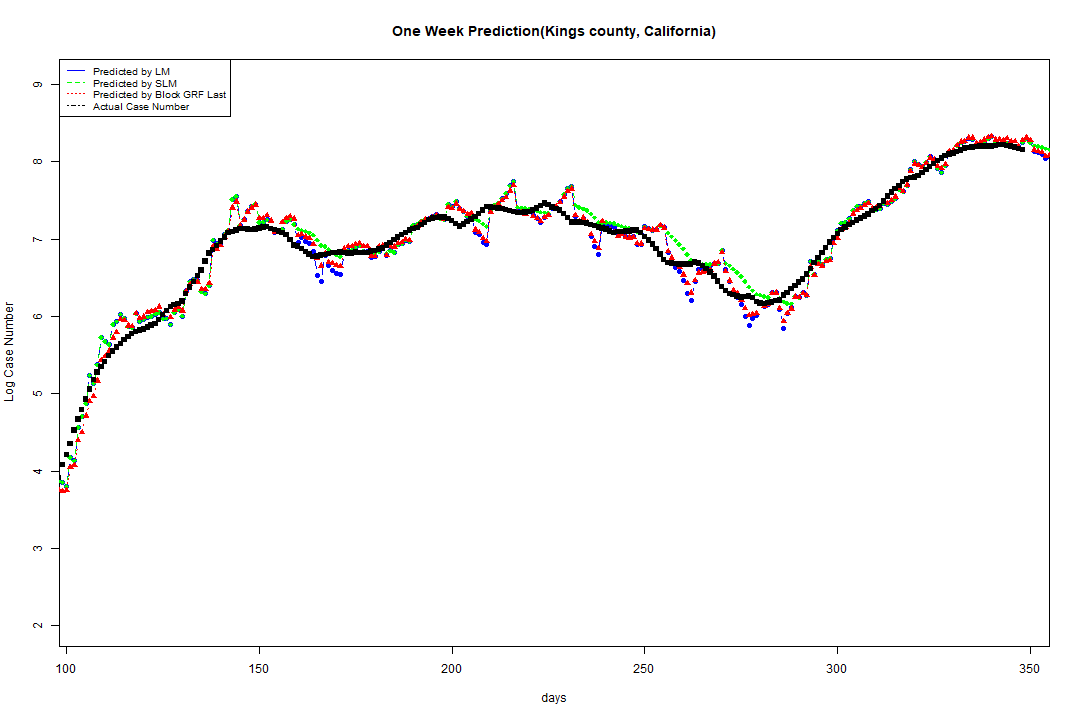 One Week Prediction(Kings county, California)
Predicted by LM
Predicted by SLM
Predicted by Block GRF Last
Actual Case Number
9
8
7
6
5
4
3
2
Log Case Number
100 150 200 250 300 350
days